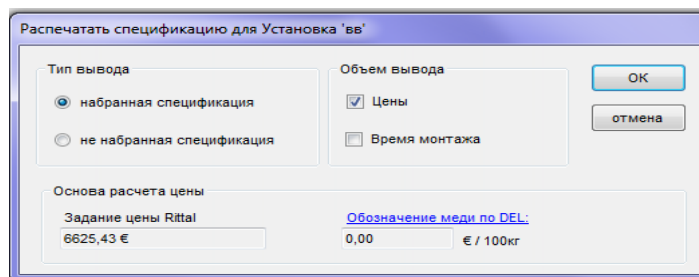 Распечатать спецификацию для Установка 'вв'
Тип вывода
набранная спецификация
не набранная спецификация
Объем вывода
Цены
Время монтажа
ОК
отмена
Основа расчета цены
Задание цены Rittal
6625,43 €
Обозначение меди по DEL:
0,00 € / 100кг